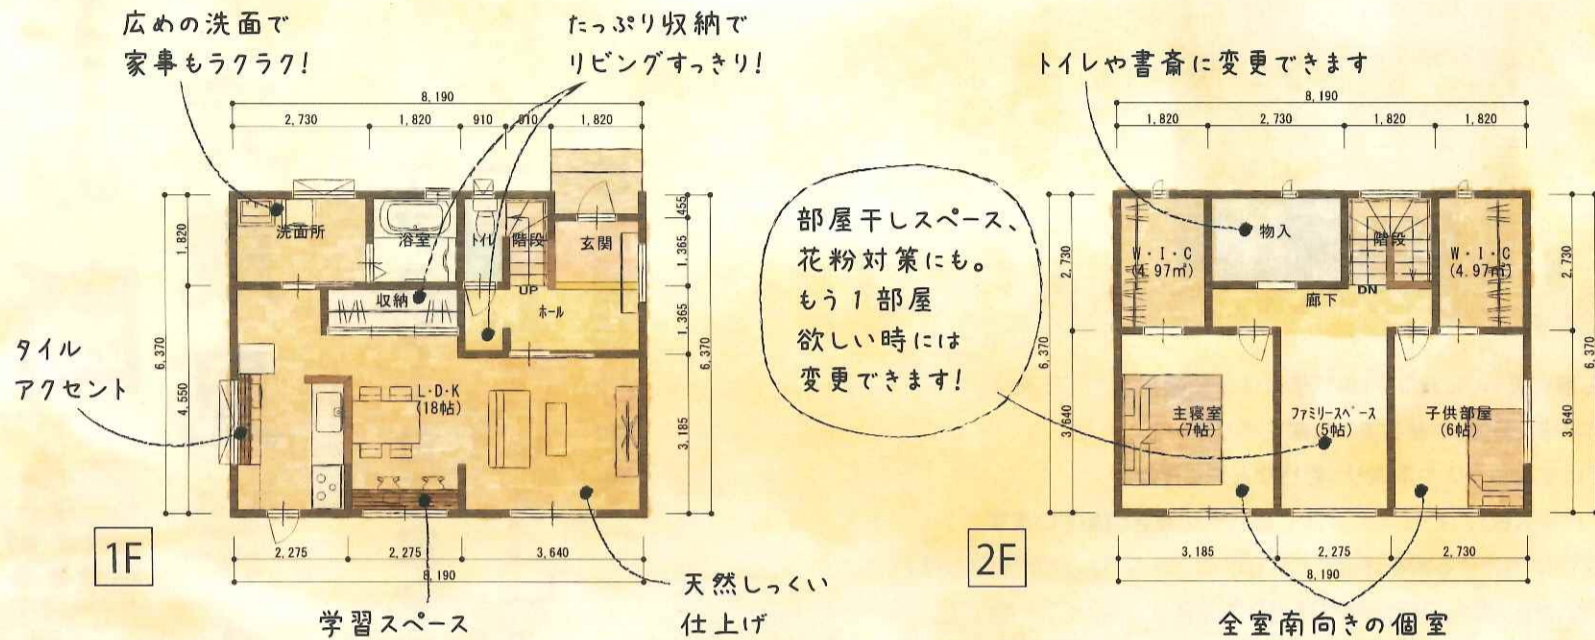 広めの洗面で
家事もラクラク!
たっぷり収納で
リビングすっきり!
8,190
2,730
1,820
910
910
1,820
洗面所
浴室
トイレ
階段
玄関
UP
収納
ホール
L・D・K
(18帖)
1,820
4,550
6,370
455
1,365
1,365
3,185
6,370
2,275
2,275
3,640
8,190
タイル
アクセント
1F
学習スペース
天然しっくい
仕上げ
トイレや書斎に変更できます
部屋干しスペース、
花粉対策にも。
もう1部屋
欲しい時には
変更できます!
8,190
1,820
2,730
1,820
1,820
W・I・C
(4.97㎡)
物入
階段
W・I・C
(4.97㎡)
DN
廊下
主寝室
(7帖)
ファミリースペース
(5帖)
子供部屋
(6帖)
2,730
3,640
6,370
2,730
3,640
6,370
3,185
2,275
2,730
8,190
2F
全室南向きの個室